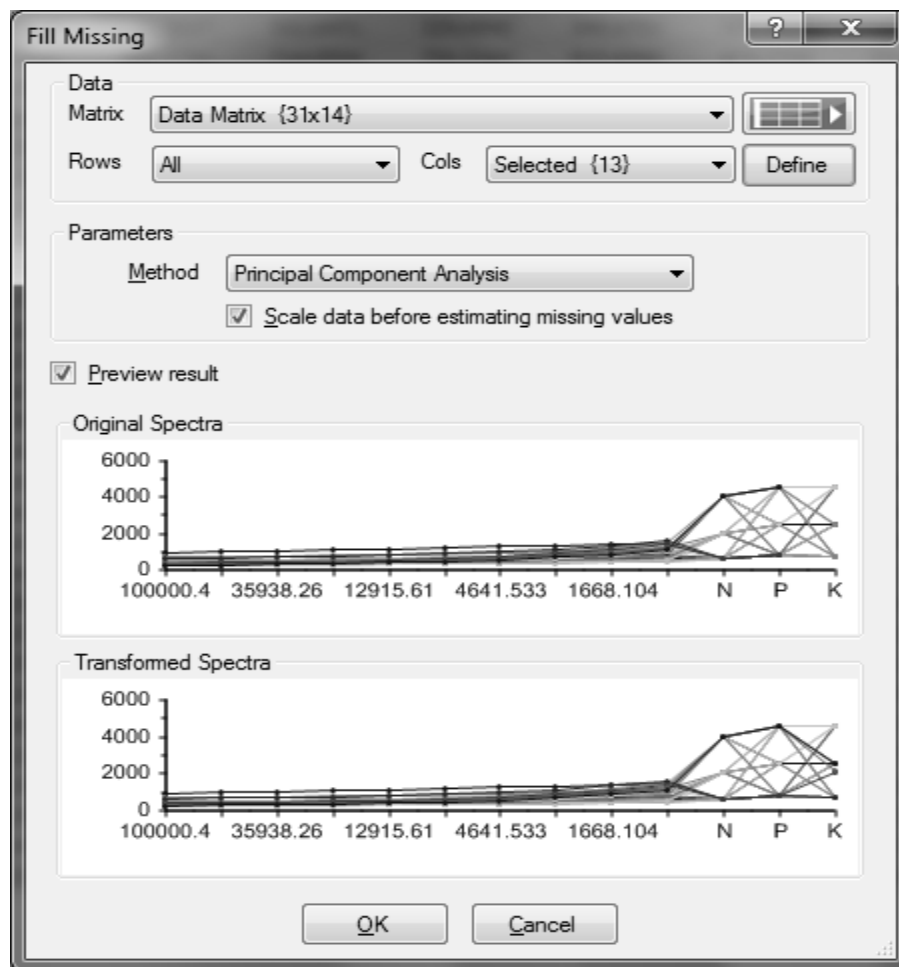 Fill Missing
Data
Matrix Data Matrix {31x14}
Rows All Cols Selected {13} Define
Parameters
Method Principal Component Analysis
Scale data before estimating missing values
Preview result
Original Spectra
6000
4000
2000
0
100000.4 35938.26 12915.61 4641.533 1668.104 N P K
Transformed Spectra
6000
4000
2000
0
100000.4 35938.26 12915.61 4641.533 1668.104 N P K
OK Cancel